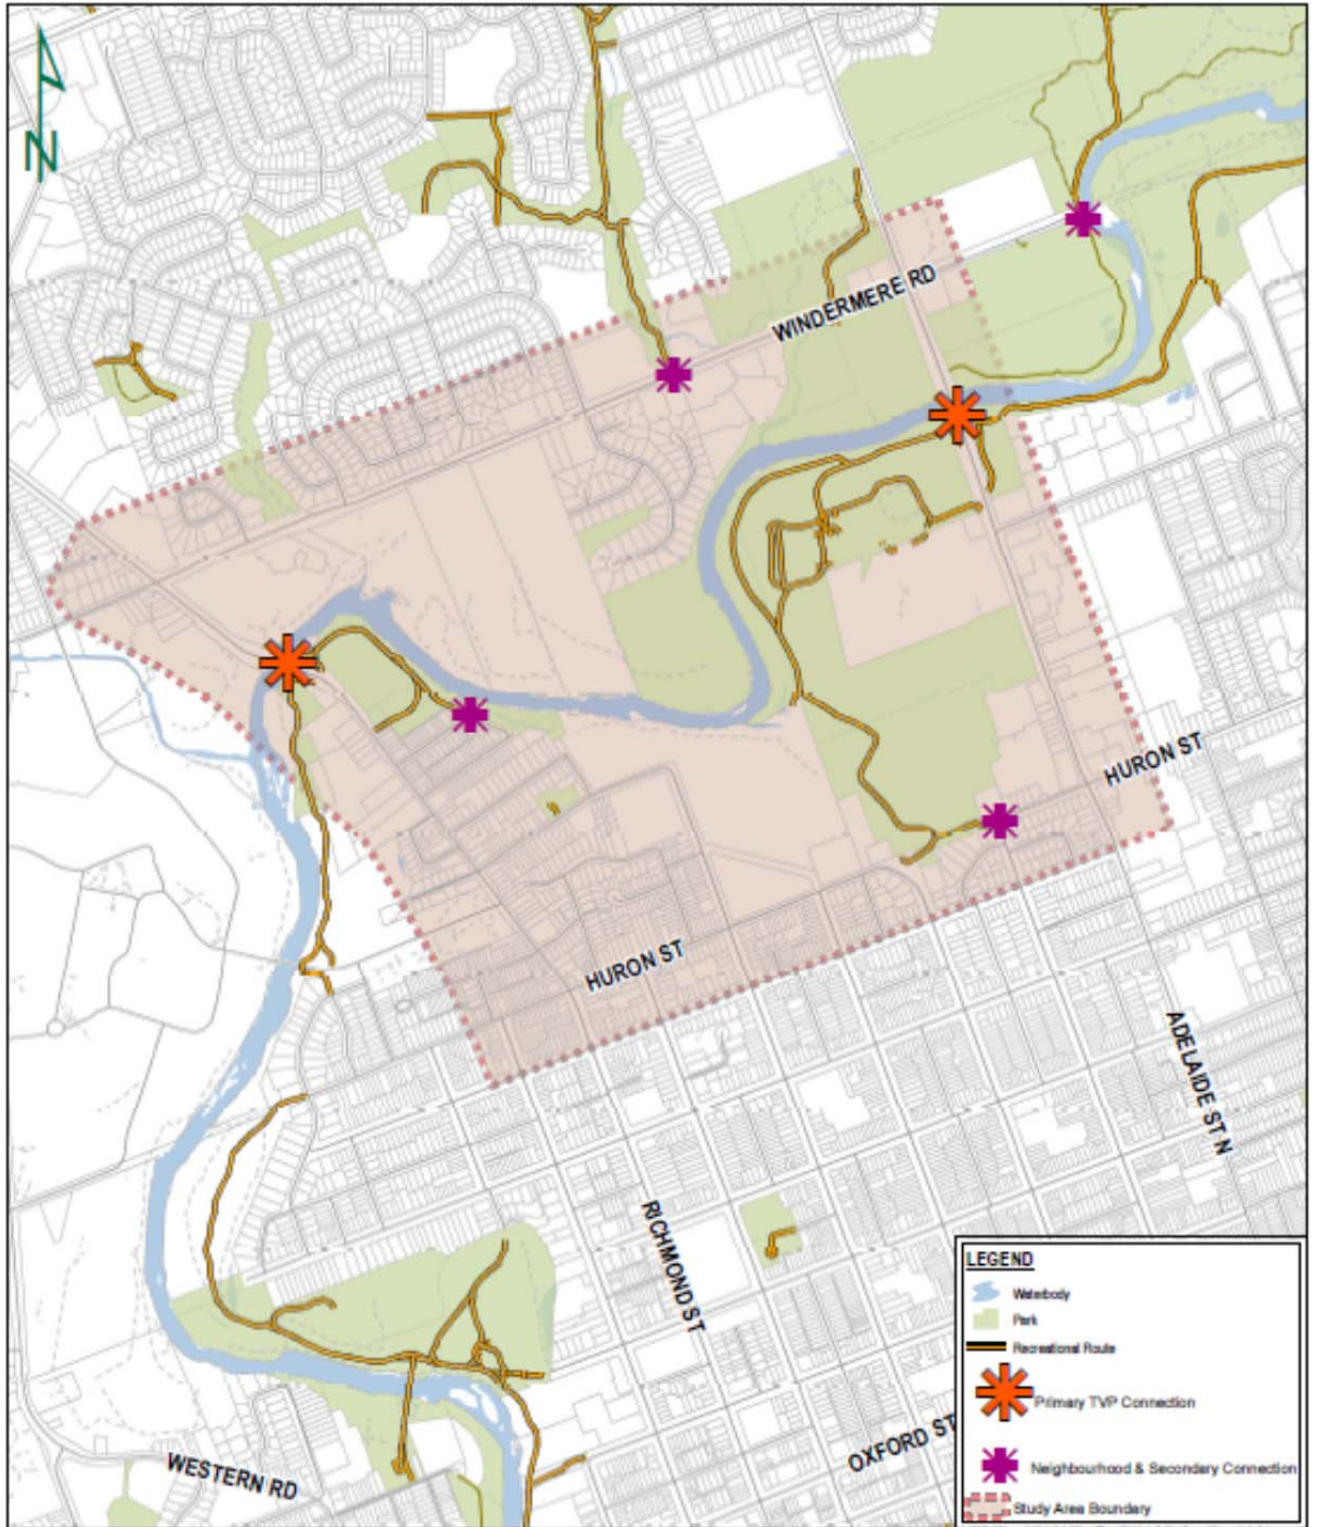 N
WINDERMERE RD
HURON ST
HURON ST
ADELAIDE ST N
RICHMOND ST
OXFORD ST
WESTERN RD
LEGEND
Waterbody
Park
Recreational Route
Primary TVP Connection
Neighbourhood & Secondary Connection
Study Area Boundary